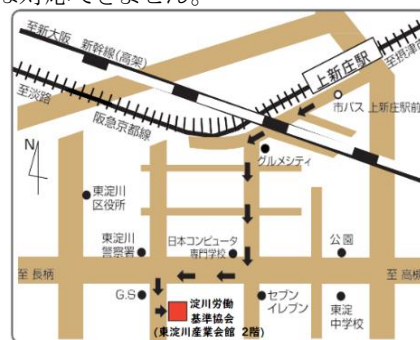 は対応できません。
至新大阪 新幹線(高架)
上新庄駅
至摂津市
至淡路
阪急京都線
市バス 上新庄駅前
グルメシティ
N
東淀川
区役所
東淀川
警察署
日本コンピュータ
専門学校
公園
至 長柄
至 高柳
G.S
淀川労働
基準協会
(東淀川産業会館 2階)
セブン
イレブン
東淀
中学校